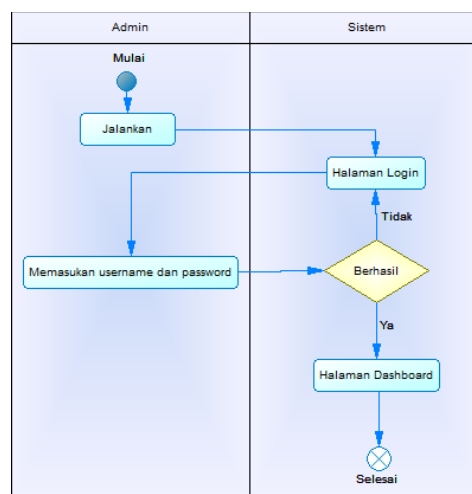 Admin
Sistem
Mulai
Jalankan
Halaman Login
Tidak
Memasukan username dan password
Berhasil
Ya
Halaman Dashboard
Selesai